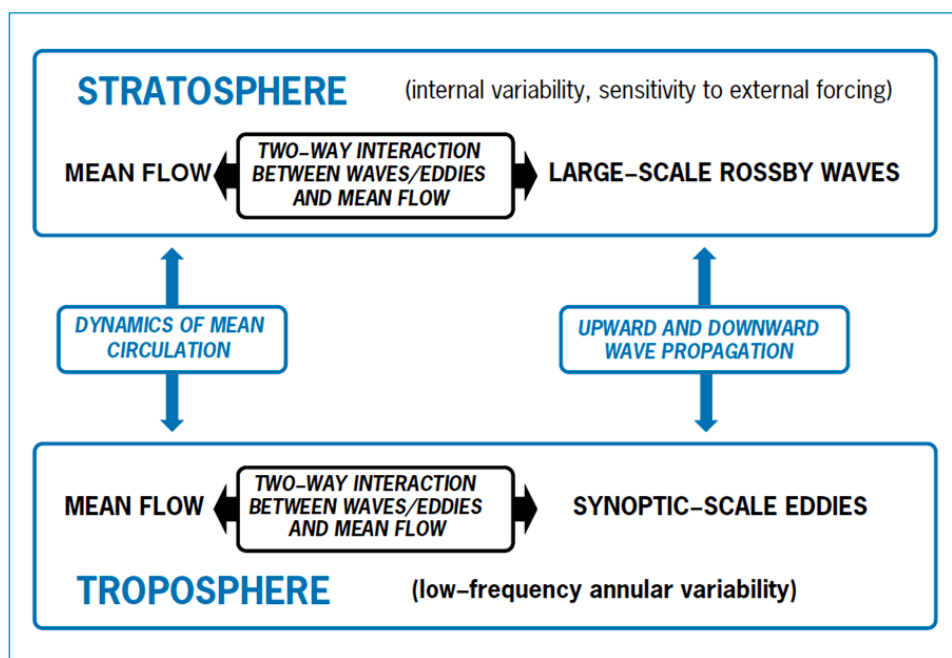 STRATOSPHERE (internal variability, sensitivity to external forcing)
TWO–WAY INTERACTION
MEAN FLOW BETWEEN WAVES/EDDIES LARGE–SCALE ROSSBY WAVES
AND MEAN FLOW
DYNAMICS OF MEAN
CIRCULATION
UPWARD AND DOWNWARD
WAVE PROPAGATION
TWO–WAY INTERACTION
MEAN FLOW BETWEEN WAVES/EDDIES SYNOPTIC–SCALE EDDIES
AND MEAN FLOW
TROPOSPHERE (low–frequency annular variability)